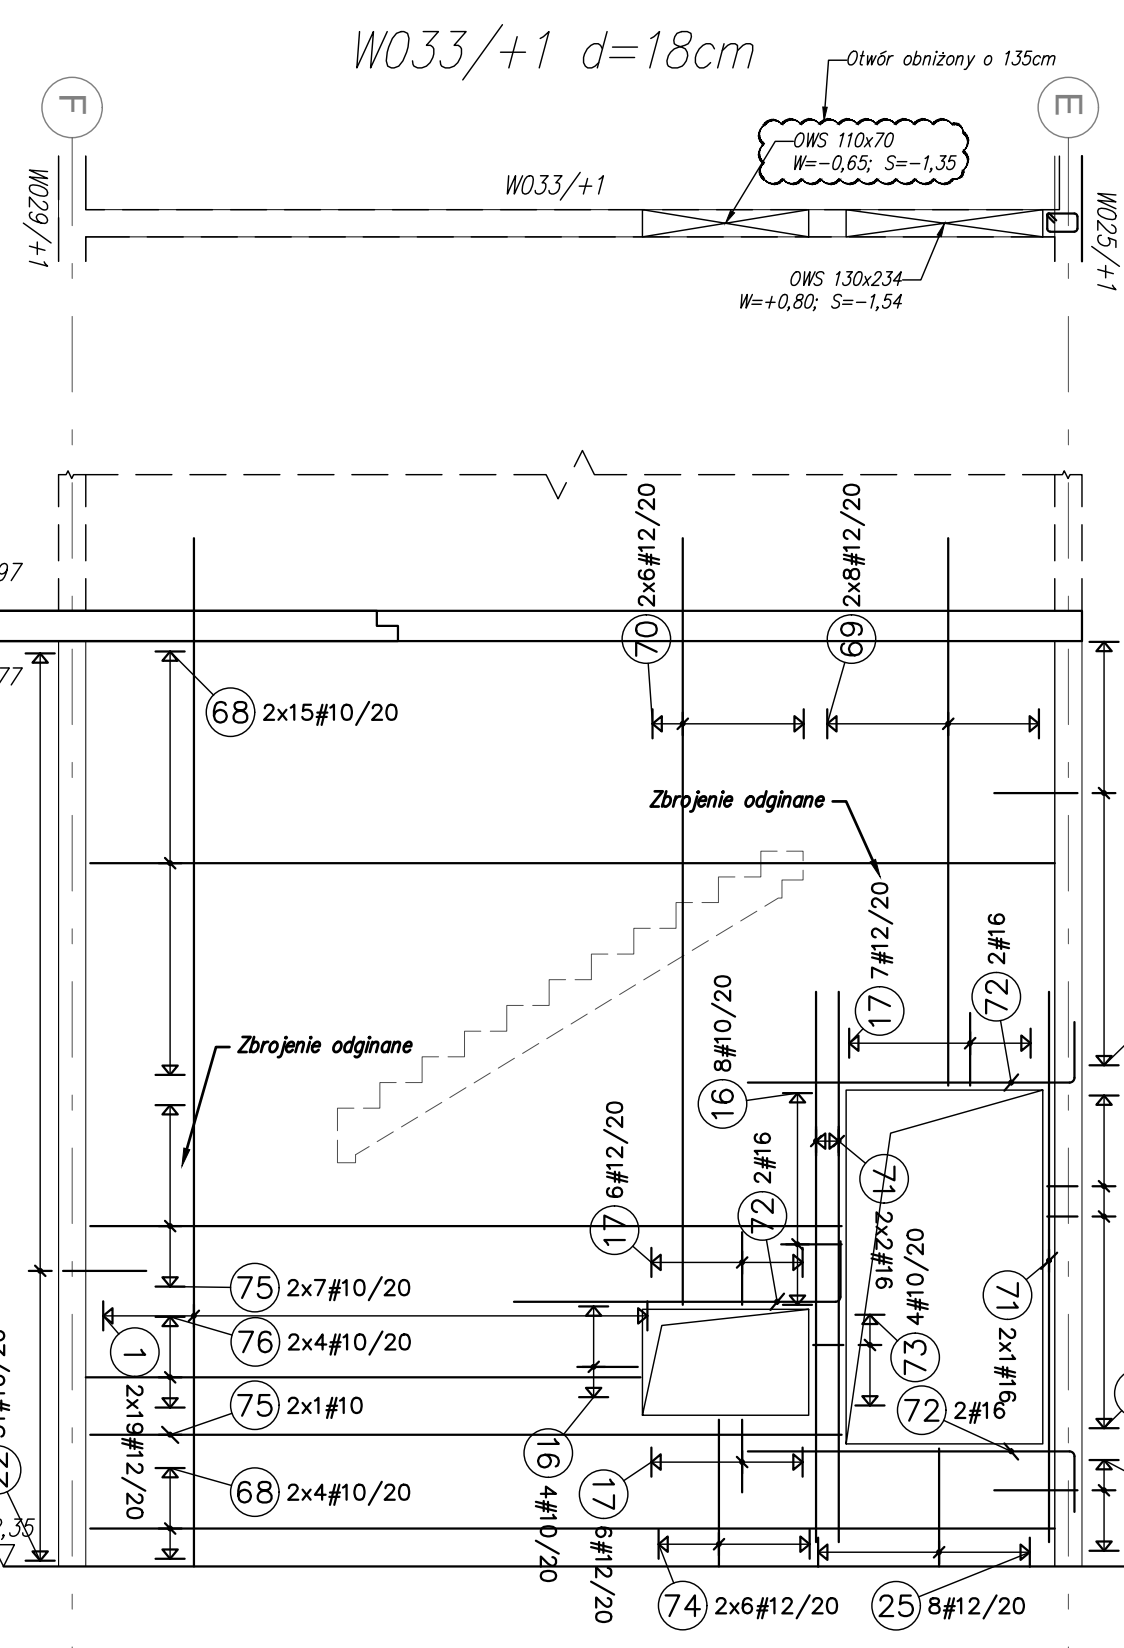 W033/+1 d=18cm
Otwór obniżony o 135cm
F
E
OWS 110x70
W=-0,65; S=-1,35
W029/+1
W033/+1
W025/+1
OWS 130x234
W=+0,80; S=-1,54
70 2x6#12/20
69 2x8#12/20
97
77
68 2x15#10/20
Zbrojenie odginane
17 7#12/20
72 2#16
16 8#10/20
Zbrojenie odginane
17 6#12/20
72 2#16
71 2x2#16
73 4#10/20
71 2x1#16
75 2x7#10/20
76 2x4#10/20
1 2x19#12/20
75 2x1#10
72 2#16
16 4#10/20
68 2x4#10/20
17 6#12/20
,35
74 2x6#12/20
25 8#12/20